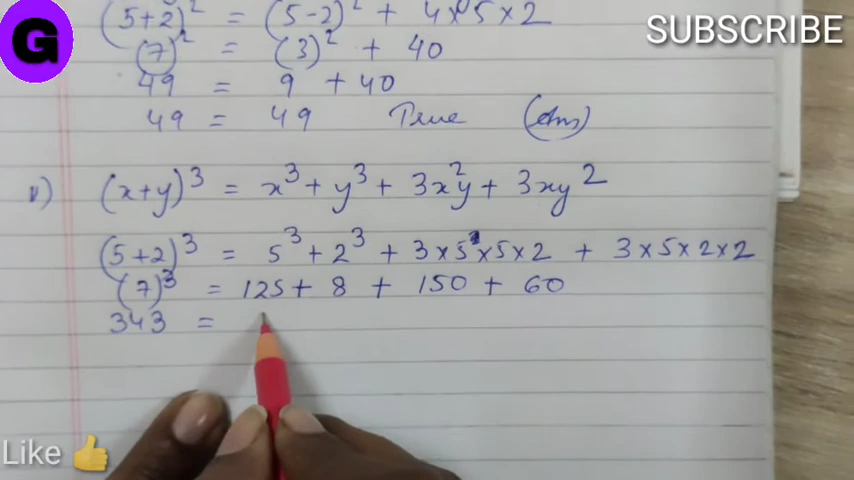 G
SUBSCRIBE
(5+2)² = (5-2)² + 4×5×2
(7)² = (3)² + 40
49 = 9 + 40
49 = 49 True (Ans)
v) (x+y)³ = x³ + y³ + 3x²y + 3xy²
(5+2)³ = 5³ + 2³ + 3×5×5×2 + 3×5×2×2
(7)³ = 125 + 8 + 150 + 60
343 =
Like 👍